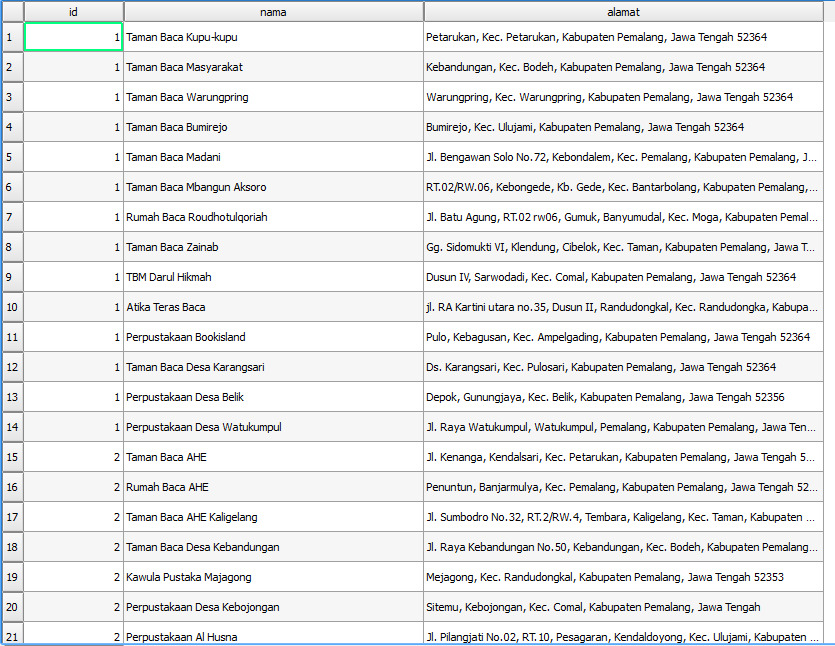 id nama alamat
1 1 Taman Baca Kupu-kupu Petarukan, Kec. Petarukan, Kabupaten Pemalang, Jawa Tengah 52364
2 1 Taman Baca Masyarakat Kebandungan, Kec. Bodeh, Kabupaten Pemalang, Jawa Tengah 52364
3 1 Taman Baca Warungpring Warungpring, Kec. Warungpring, Kabupaten Pemalang, Jawa Tengah 52364
4 1 Taman Baca Bumirejo Bumirejo, Kec. Ulujami, Kabupaten Pemalang, Jawa Tengah 52364
5 1 Taman Baca Madani Jl. Bengawan Solo No.72, Kebondalem, Kec. Pemalang, Kabupaten Pemalang, J...
6 1 Taman Baca Mbangun Aksoro RT.02/RW.06, Kebongede, Kb. Gede, Kec. Bantarbolang, Kabupaten Pemalang,...
7 1 Rumah Baca Roudhotulqoriah Jl. Batu Agung, RT.02 rw06, Gumuk, Banyumudal, Kec. Moga, Kabupaten Pemal...
8 1 Taman Baca Zainab Gg. Sidomukti VI, Klendung, Cibelok, Kec. Taman, Kabupaten Pemalang, Jawa T...
9 1 TBM Darul Hikmah Dusun IV, Sarwodadi, Kec. Comal, Kabupaten Pemalang, Jawa Tengah 52364
10 1 Atika Teras Baca jl. RA Kartini utara no.35, Dusun II, Randudongkal, Kec. Randudongka, Kabupa...
11 1 Perpustakaan Bookisland Pulo, Kebagusan, Kec. Ampelgading, Kabupaten Pemalang, Jawa Tengah 52364
12 1 Taman Baca Desa Karangsari Ds. Karangsari, Kec. Pulosari, Kabupaten Pemalang, Jawa Tengah 52364
13 1 Perpustakaan Desa Belik Depok, Gunungjaya, Kec. Belik, Kabupaten Pemalang, Jawa Tengah 52356
14 1 Perpustakaan Desa Watukumpul Jl. Raya Watukumpul, Watukumpul, Pemalang, Kabupaten Pemalang, Jawa Ten...
15 2 Taman Baca AHE Jl. Kenanga, Kendalsari, Kec. Petarukan, Kabupaten Pemalang, Jawa Tengah 5...
16 2 Rumah Baca AHE Penuntun, Banjarmulya, Kec. Pemalang, Kabupaten Pemalang, Jawa Tengah 52...
17 2 Taman Baca AHE Kaligelang Jl. Sumbodro No.32, RT.2/RW.4, Tembara, Kaligelang, Kec. Taman, Kabupaten ...
18 2 Taman Baca Desa Kebandungan Jl. Raya Kebandungan No.50, Kebandungan, Kec. Bodeh, Kabupaten Pemalang...
19 2 Kawula Pustaka Majagong Mejagong, Kec. Randudongkal, Kabupaten Pemalang, Jawa Tengah 52353
20 2 Perpustakaan Desa Kebojongan Sitemu, Kebojongan, Kec. Comal, Kabupaten Pemalang, Jawa Tengah
21 2 Perpustakaan Al Husna Jl. Pilangjati No.02, RT.10, Pesagaran, Kendaldoyong, Kec. Ulujami, Kabupaten ...